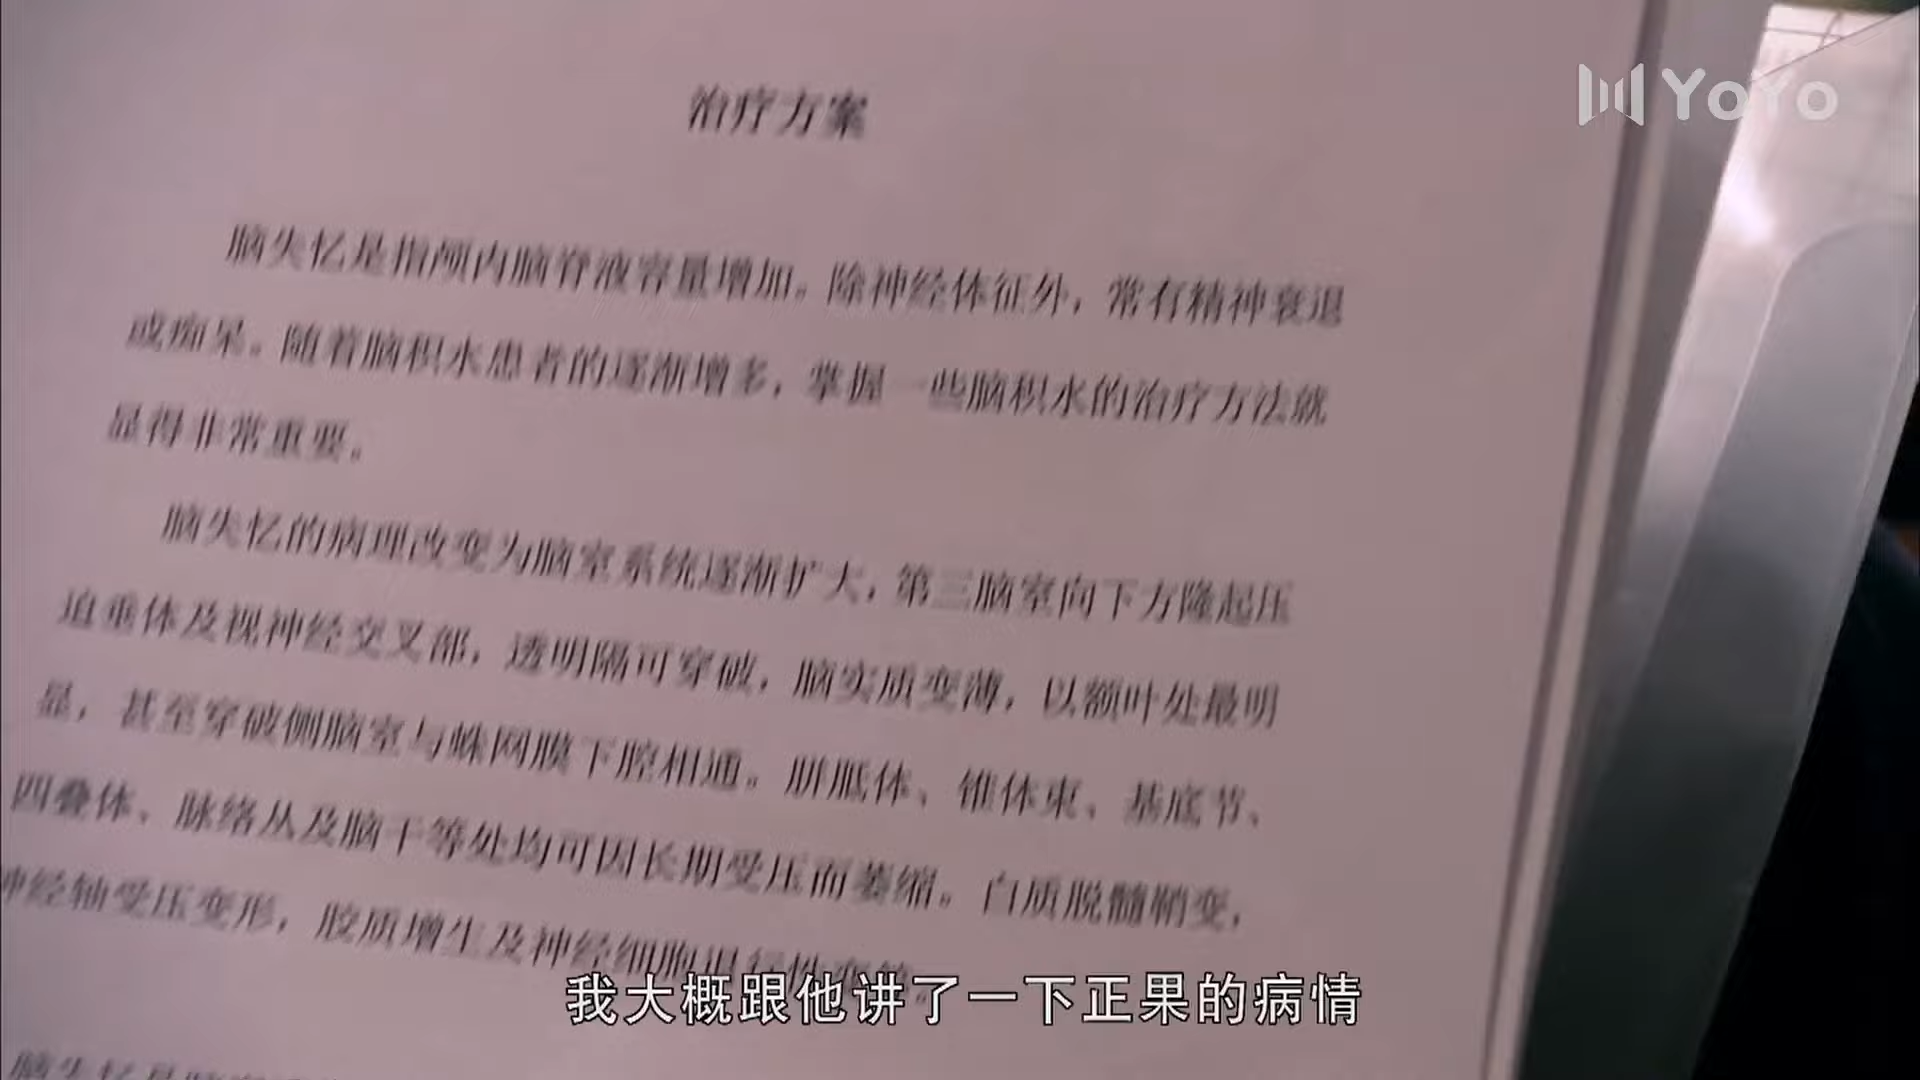 YoYo
治疗方案
脑失忆是指颅内脑脊液容量增加。除神经体征外，常有精神衰退
或痴呆。随着脑积水患者的逐渐增多，掌握一些脑积水的治疗方法就
显得非常重要。
脑失忆的病理改变为脑室系统逐渐扩大，第三脑室向下方隆起压
迫垂体及视神经交叉部，透明隔可穿破，脑实质变薄，以额叶处最明
显，甚至穿破侧脑室与蛛网膜下腔相通。胼胝体、锥体束、基底节、
四叠体、脉络丛及脑干等处均可因长期受压而萎缩。白质脱髓鞘变，
神经轴受压变形，胶质增生及神经细胞退行性变
我大概跟他讲了一下正果的病情
脑失忆是脑